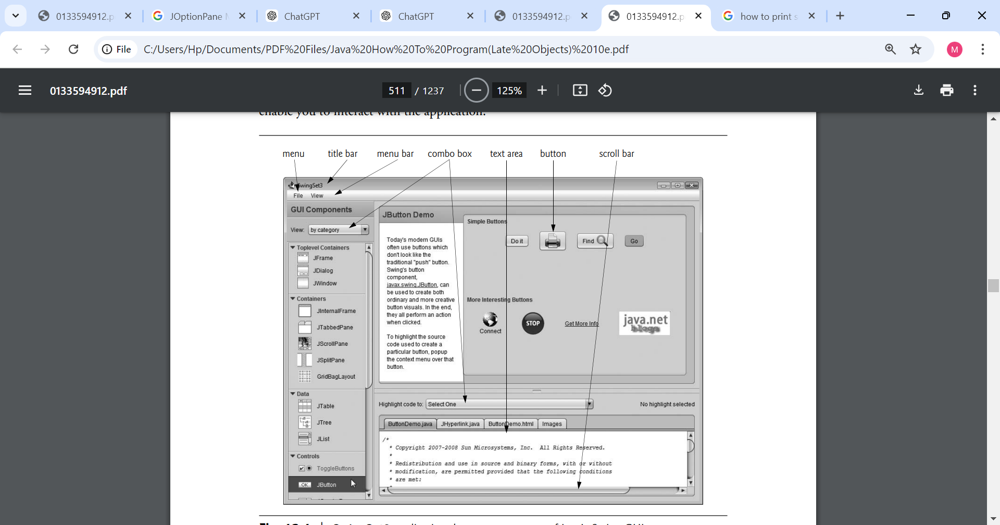 0133594912.p
JOptionPane
ChatGPT
ChatGPT
0133594912.p
0133594912.p
how to print s
File
C:/Users/Hp/Documents/PDF%20Files/Java%20How%20To%20Program(Late%20Objects)%2010e.pdf
M
0133594912.pdf
511 / 1237
125%
enable you to interact with the application.
menu title bar menu bar combo box text area button scroll bar
SwingSet3
File View
GUI Components
View: by category
Toplevel Containers
JFrame
JDialog
JWindow
Containers
JInternalFrame
JTabbedPane
JScrollPane
JSplitPane
GridBagLayout
Data
JTable
JTree
JList
Controls
ToggleButtons
OK JButton
JButton Demo
Today's modern GUIs
often use buttons which
don't look like the
traditional "push" button.
Swing's button
component,
javax.swing.JButton, can
be used to create both
ordinary and more creative
button visuals. In the end,
they all perform an action
when clicked.
To highlight the source
code used to create a
particular button, popup
the context menu over that
button.
Simple Buttons
Do it
Find
Go
More Interesting Buttons
Connect
STOP
Get More Info
java.net
blogs
Highlight code to: Select One
No highlight selected
ButtonDemo.java JHyperlink.java ButtonDemo.html Images
/*
* Copyright 2007-2008 Sun Microsystems, Inc. All Rights Reserved.
*
* Redistribution and use in source and binary forms, with or without
* modification, are permitted provided that the following conditions
* are met:
*